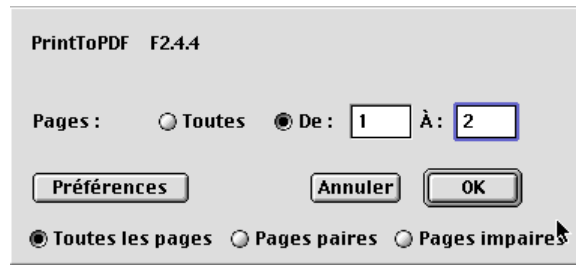 PrintToPDF F2.4.4
Pages : Toutes De : 1 À : 2
Préférences Annuler OK
Toutes les pages Pages paires Pages impaires